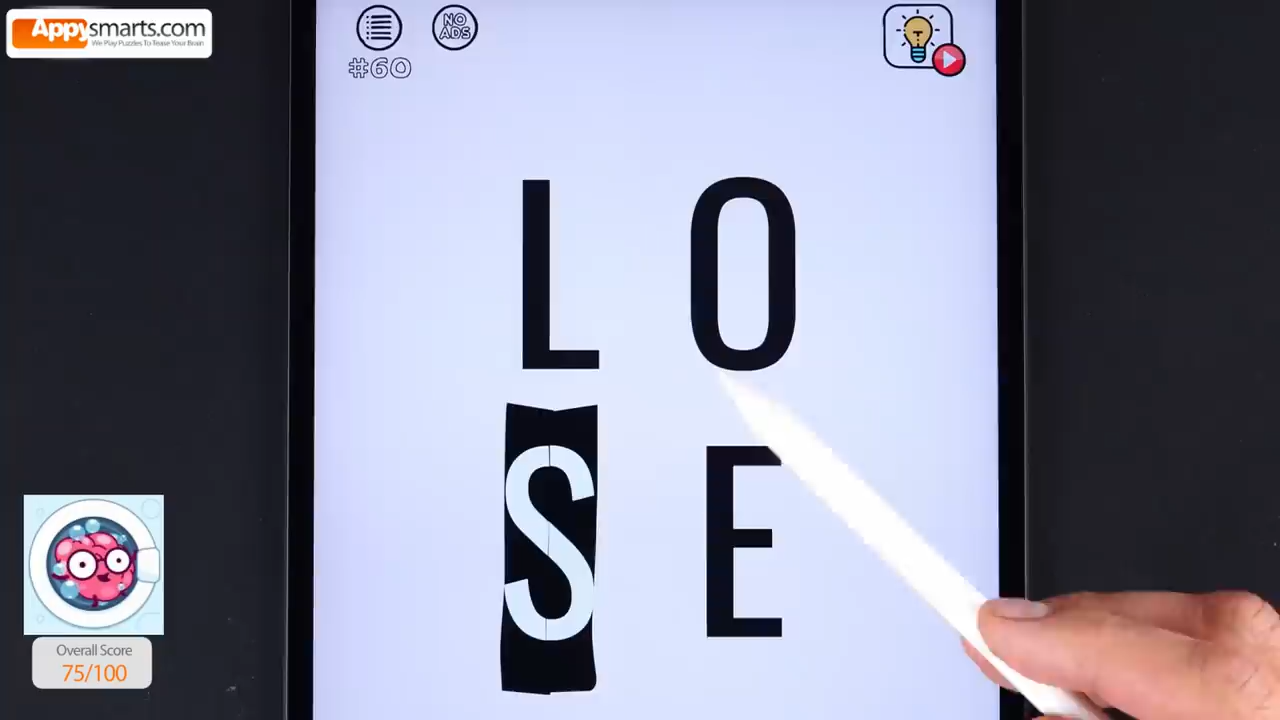 Appysmarts.com
We Play Puzzles To Tease Your Brain
NO
ADS
#60
L O
S E
Overall Score
75/100